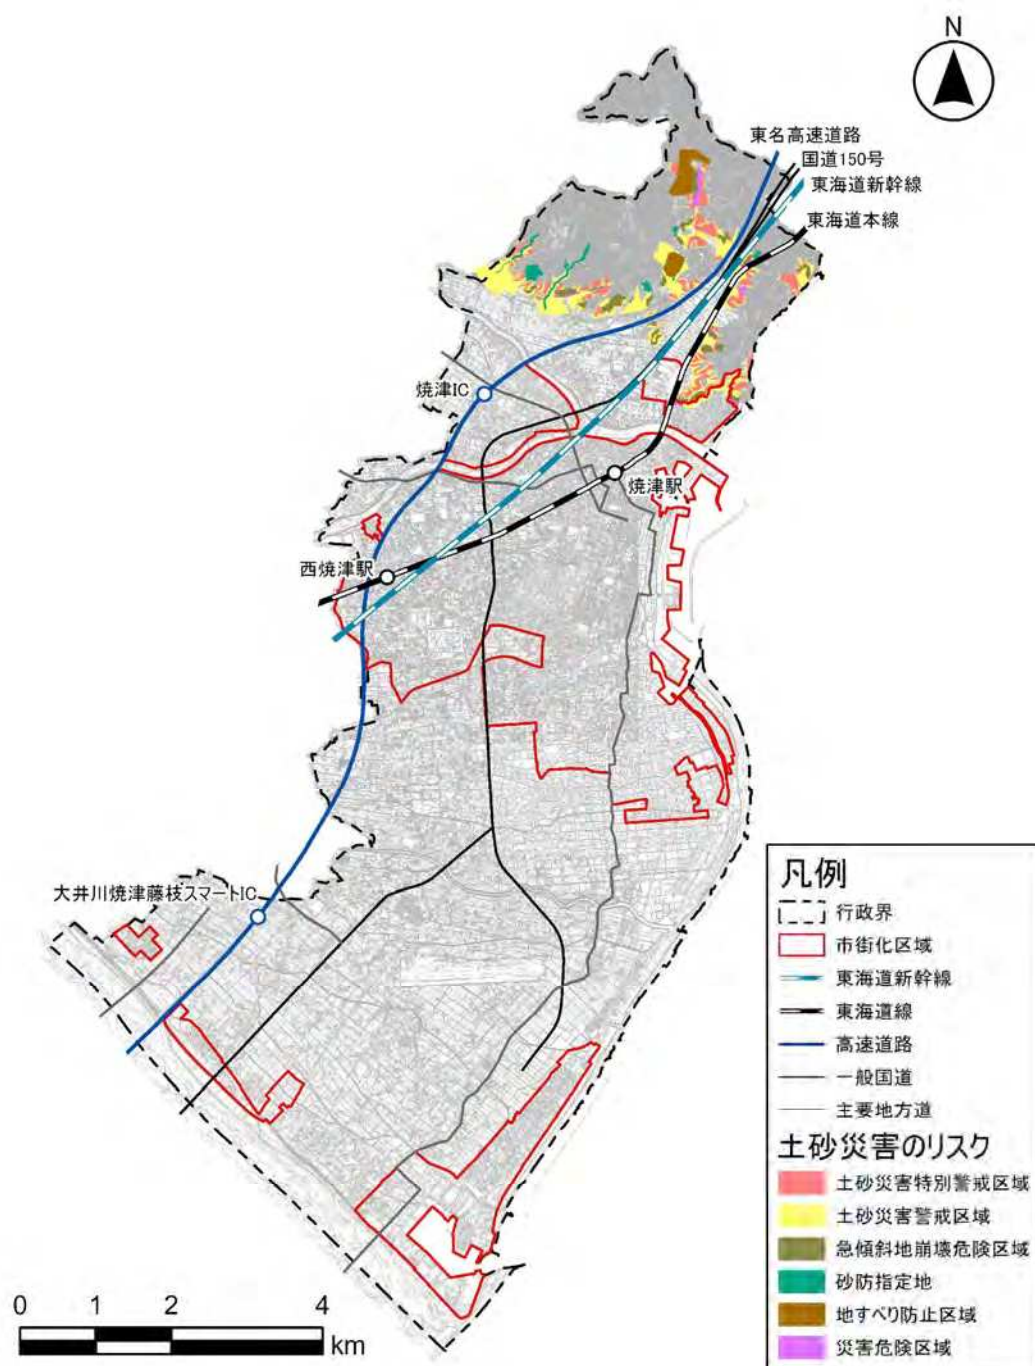 N
東名高速道路
国道150号
東海道新幹線
東海道本線
焼津IC
焼津駅
西焼津駅
大井川焼津藤枝スマートIC
凡例
行政界
市街化区域
東海道新幹線
東海道線
高速道路
一般国道
主要地方道
土砂災害のリスク
土砂災害特別警戒区域
土砂災害警戒区域
急傾斜地崩壊危険区域
砂防指定地
地すべり防止区域
災害危険区域
0 1 2 4
km